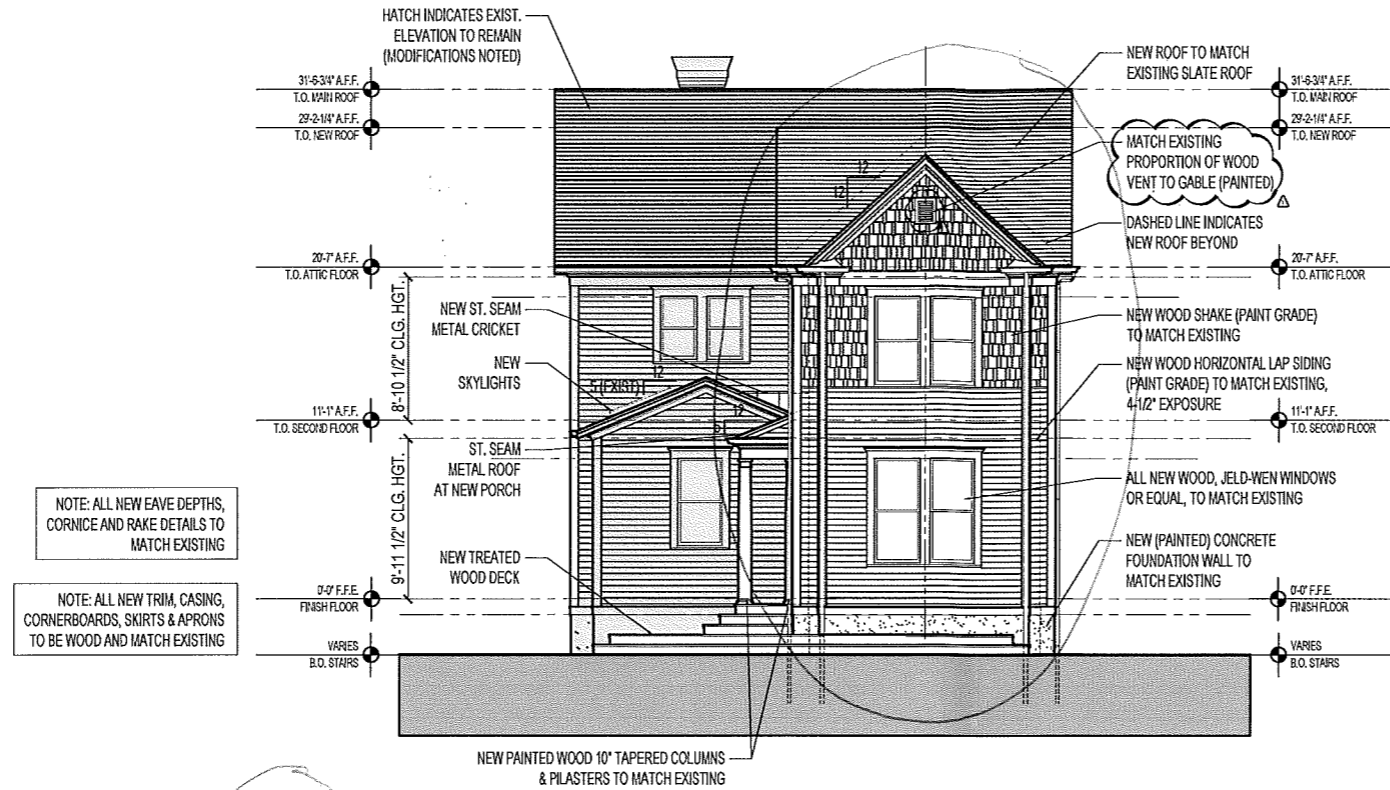 HATCH INDICATES EXIST.
ELEVATION TO REMAIN
(MODIFICATIONS NOTED)
31'-6-3/4" A.F.F.
T.O. MAIN ROOF
29'-2-1/4" A.F.F.
T.O. NEW ROOF
20'-7" A.F.F.
T.O. ATTIC FLOOR
8'-10 1/2" CLG. HGT.
11'-1" A.F.F.
T.O. SECOND FLOOR
9'-11 1/2" CLG. HGT.
0'-0" F.F.E.
FINISH FLOOR
VARIES
B.O. STAIRS
NOTE: ALL NEW EAVE DEPTHS,
CORNICE AND RAKE DETAILS TO
MATCH EXISTING
NOTE: ALL NEW TRIM, CASING,
CORNERBOARDS, SKIRTS & APRONS
TO BE WOOD AND MATCH EXISTING
NEW ST. SEAM
METAL CRICKET
NEW
SKYLIGHTS
ST. SEAM
METAL ROOF
AT NEW PORCH
NEW TREATED
WOOD DECK
12
12
12
5 (EXIST)
12
NEW PAINTED WOOD 10" TAPERED COLUMNS
& PILASTERS TO MATCH EXISTING
NEW ROOF TO MATCH
EXISTING SLATE ROOF
MATCH EXISTING
PROPORTION OF WOOD
VENT TO GABLE (PAINTED)
DASHED LINE INDICATES
NEW ROOF BEYOND
NEW WOOD SHAKE (PAINT GRADE)
TO MATCH EXISTING
NEW WOOD HORIZONTAL LAP SIDING
(PAINT GRADE) TO MATCH EXISTING,
4-1/2" EXPOSURE
ALL NEW WOOD, JELD-WEN WINDOWS
OR EQUAL, TO MATCH EXISTING
NEW (PAINTED) CONCRETE
FOUNDATION WALL TO
MATCH EXISTING
31'-6-3/4" A.F.F.
T.O. MAIN ROOF
29'-2-1/4" A.F.F.
T.O. NEW ROOF
20'-7" A.F.F.
T.O. ATTIC FLOOR
11'-1" A.F.F.
T.O. SECOND FLOOR
0'-0" F.F.E.
FINISH FLOOR
VARIES
B.O. STAIRS